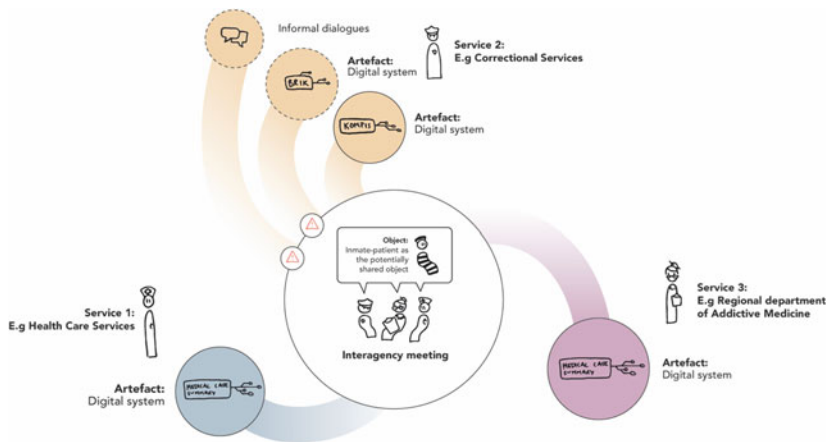 Informal dialogues
Service 2:
E.g Correctional Services
Artefact:
Digital system
BRIK
Artefact:
Digital system
KOMPIS
Object:
Inmate-patient as
the potentially
shared object
Interagency meeting
Service 1:
E.g Health Care Services
Artefact:
Digital system
MEDICAL CARE
SUMMARY
Service 3:
E.g Regional department
of Addictive Medicine
Artefact:
Digital system
MEDICAL CARE
SUMMARY